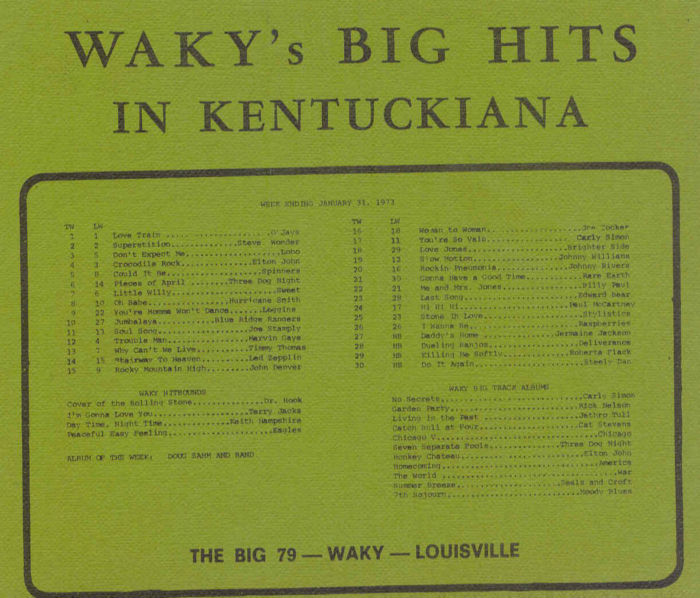 WAKY's BIG HITS
IN KENTUCKIANA
WEEK ENDING JANUARY 31, 1973
TW LW
1 1 Love Train O'Jays
2 2 Superstition Steve Wonder
3 5 Don't Expect Me Lobo
4 3 Crocodile Rock Elton John
5 8 Could It Be Spinners
6 14 Pieces of April Three Dog Night
7 6 Little Willy Sweet
8 10 Oh Babe Hurricane Smith
9 22 You're Momma Won't Dance Loggins
10 27 Jumbalaya Blue Ridge Rangers
11 13 Soul Song Joe Stamply
12 4 Trouble Man Marvin Gaye
13 7 Why Can't We Live Timmy Thomas
14 15 Stairway To Heaven Led Zepplin
15 9 Rocky Mountain High John Denver
WAKY HITBOUNDS
Cover of the Rolling Stone Dr. Hook
I'm Gonna Love You Terry Jacks
Day Time, Night Time Keith Hampshire
Peaceful Easy Feeling Eagles
ALBUM OF THE WEEK: DOUG SAHM AND BAND
TW LW
16 18 Woman to Woman Joe Cocker
17 11 You're So Vain Carly Simon
18 29 Love Jones Brighter Side
19 12 Slow Motion Johnny Williams
20 16 Rockin Pneumonia Johnny Rivers
21 30 Gonna Have a Good Time Rare Earth
22 21 Me and Mrs. Jones Billy Paul
23 28 Last Song Edward Bear
24 17 Hi Hi Hi Paul McCartney
25 23 Stone In Love Stylistics
26 26 I Wanna Be Raspberries
27 HB Daddy's Home Jermaine Jackson
28 HB Dueling Banjos Deliverance
29 HB Killing Me Softly Roberta Flack
30 HB Do It Again Steely Dan
WAKY BIG TRACK ALBUMS
No Secrets Carly Simon
Garden Party Rick Nelson
Living in the Past Jethro Tull
Catch Bull at Four Cat Stevens
Chicago V Chicago
Seven Separate Fools Three Dog Night
Honkey Chateau Elton John
Homecoming America
The World War
Summer Breeze Seals and Croft
7th Sojourn Moody Blues
THE BIG 79 — WAKY — LOUISVILLE